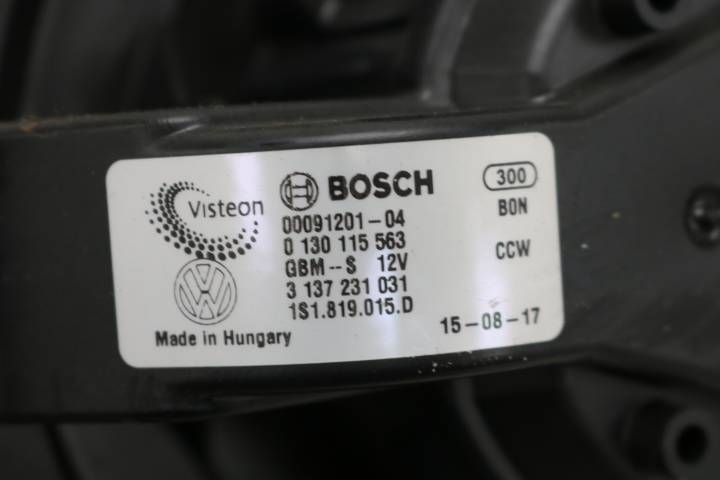 Visteon BOSCH 300
00091201-04 BON
0 130 115 563
GBM--S 12V CCW
3 137 231 031
1S1.819.015.D
15-08-17
Made in Hungary